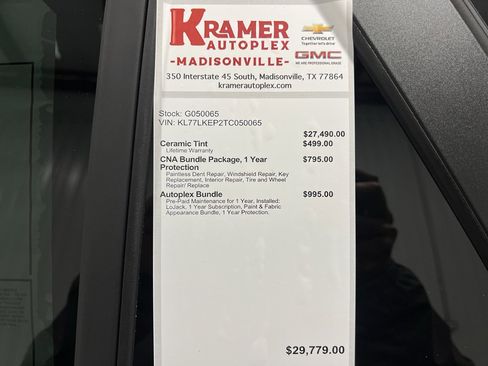 KRAMER
AUTOPLEX
-MADISONVILLE-
CHEVROLET
Together let's drive
GMC
WE ARE PROFESSIONAL GRADE
350 Interstate 45 South, Madisonville, TX 77864
kramerautoplex.com
Stock: G050065
VIN: KL77LKEP2TC050065
$27,490.00
Ceramic Tint $499.00
Lifetime Warranty
CNA Bundle Package, 1 Year $795.00
Protection
Paintless Dent Repair, Windshield Repair, Key
Replacement, Interior Repair, Tire and Wheel
Repair/ Replace
Autoplex Bundle $995.00
Pre-Paid Maintenance for 1 Year, Installed:
LoJack. 1 Year Subscription, Paint & Fabric
Appearance Bundle, 1 Year Protection.
$29,779.00